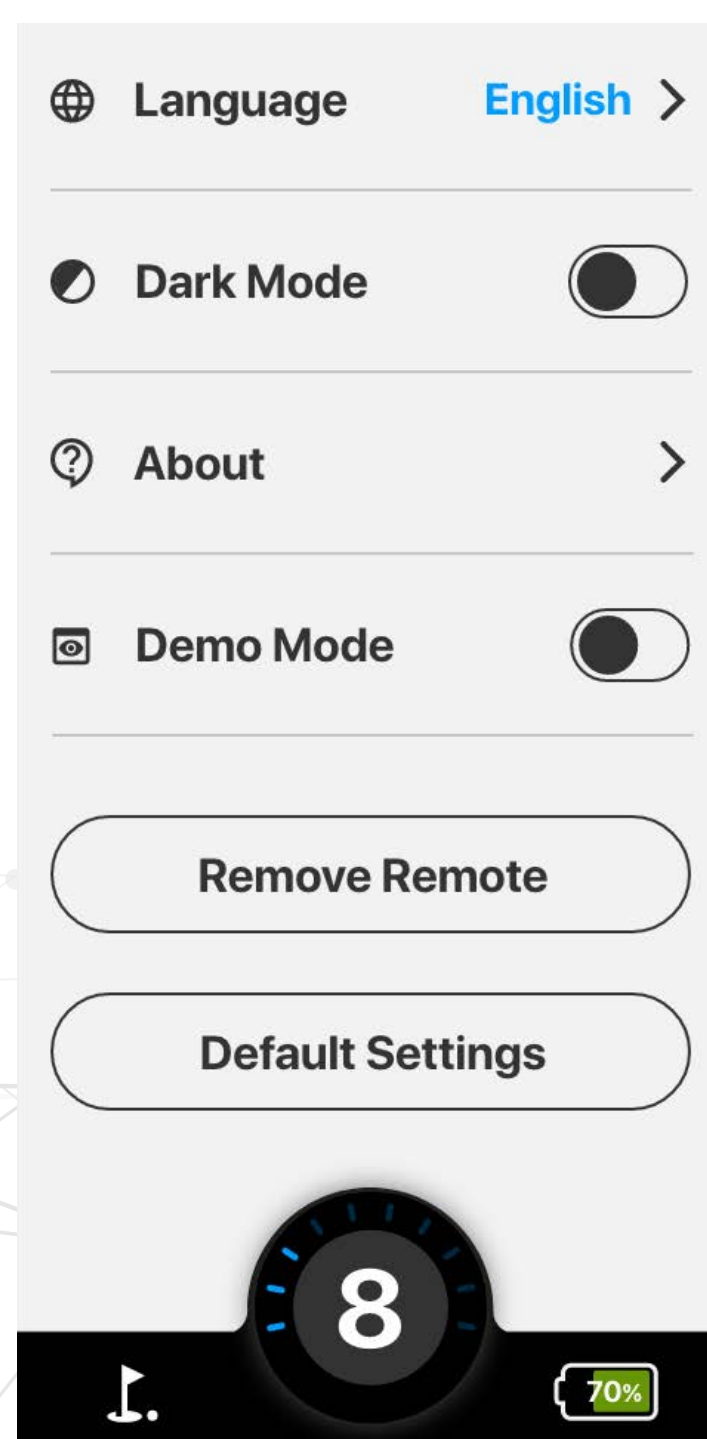 Language English
Dark Mode
About
Demo Mode
Remove Remote
Default Settings
8
70%